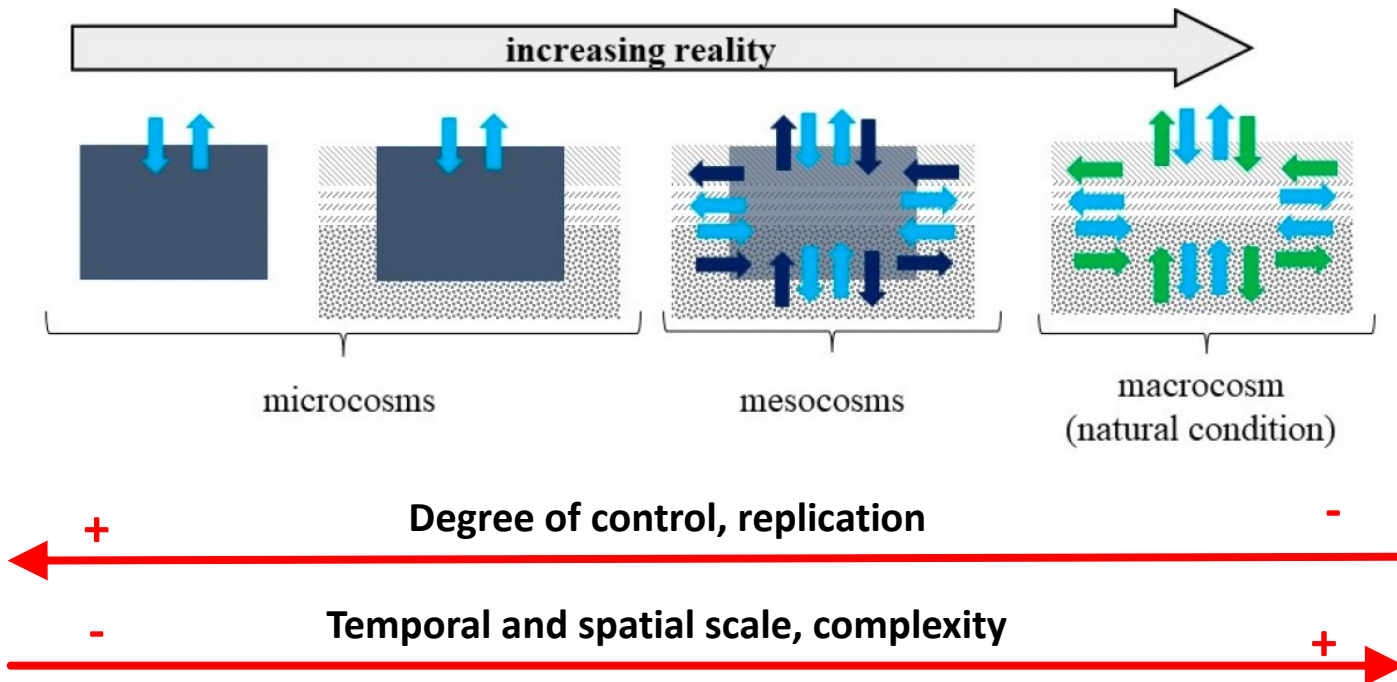 increasing reality
microcosms
mesocosms
macrocosm
(natural condition)
+ Degree of control, replication -
- Temporal and spatial scale, complexity +